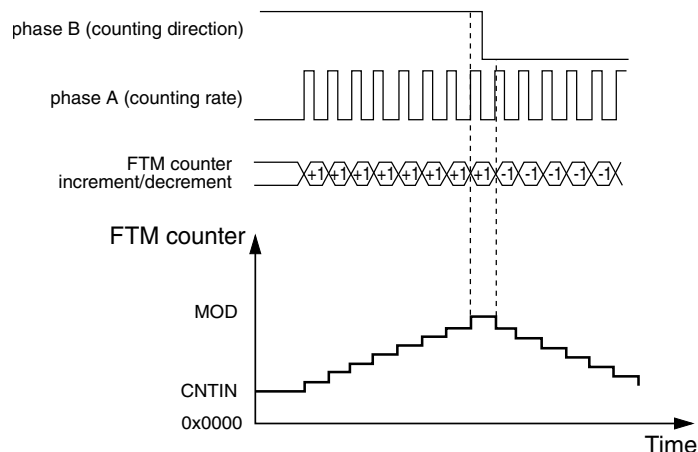 phase B (counting direction)
phase A (counting rate)
FTM counter
increment/decrement
+1 +1 +1 +1 +1 +1 +1 +1 -1 -1 -1 -1 -1
FTM counter
MOD
CNTIN
0x0000
Time